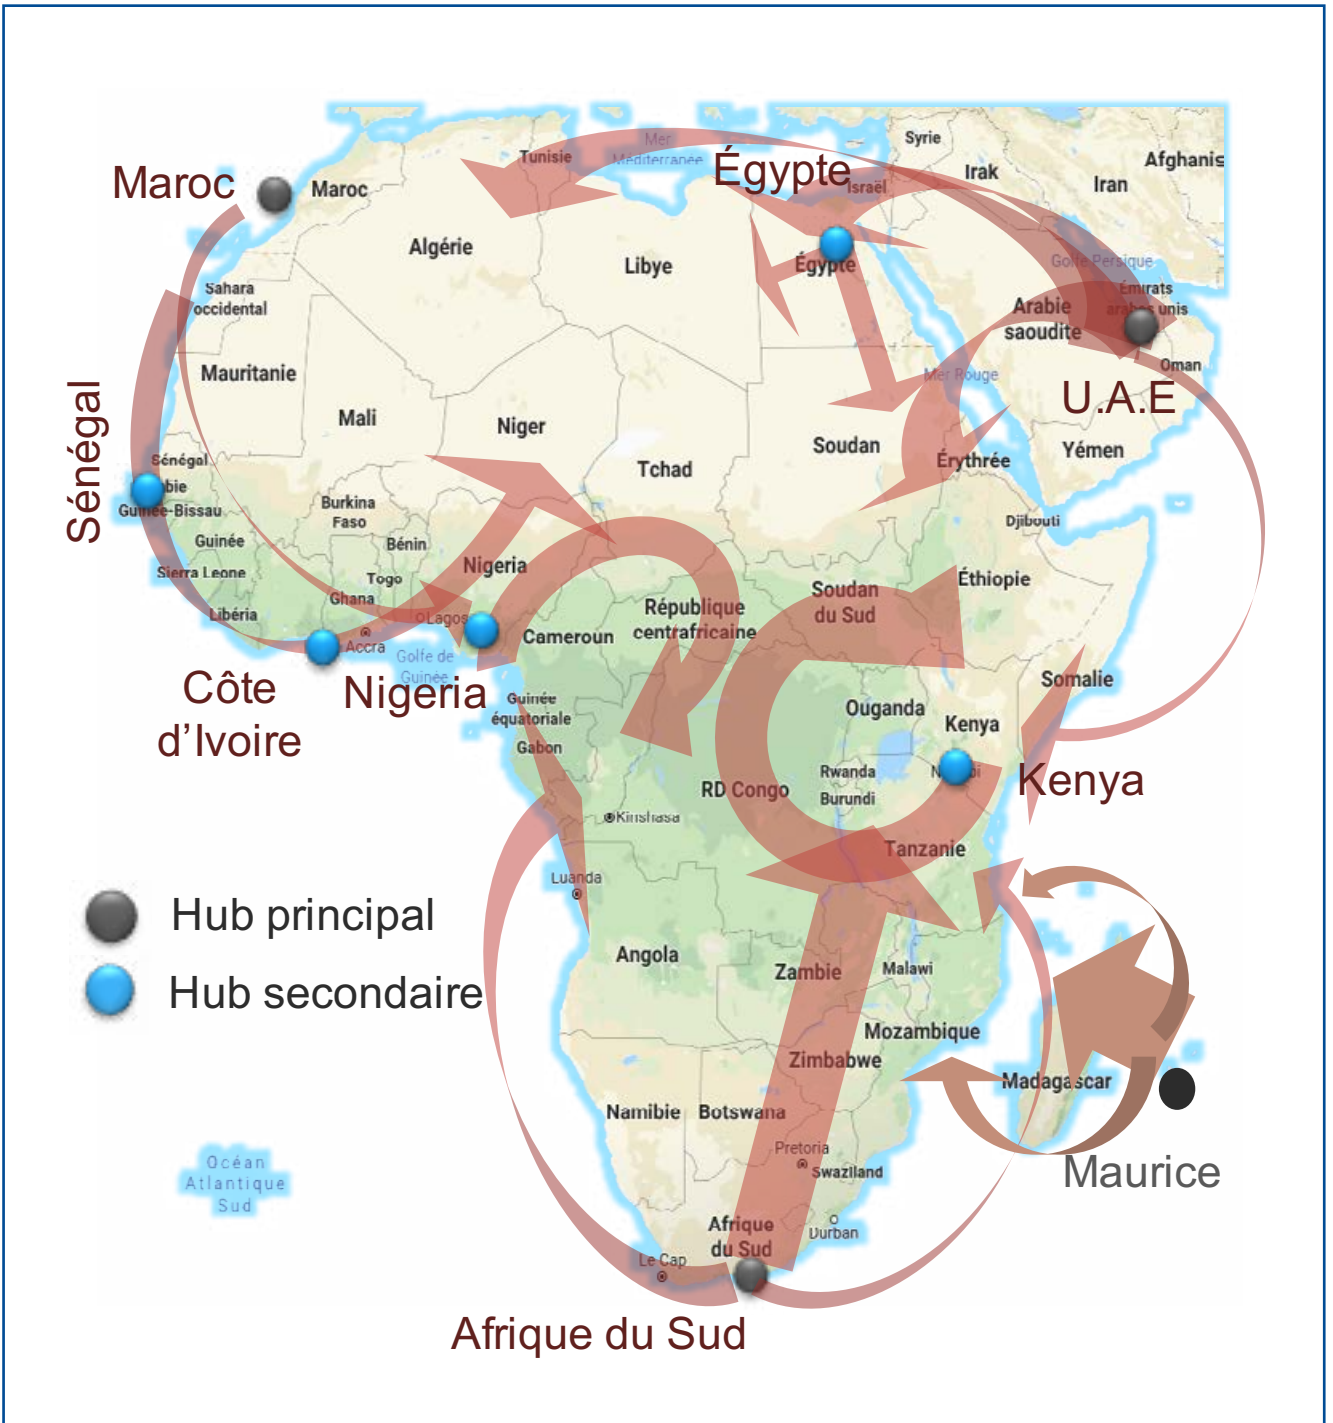 Mer
Méditerranée
Syrie
Afghanis
Tunisie
Irak
Iran
Maroc
Maroc
Égypte
Israël
Algérie
Libye
Égypte
Golfe Persique
Sahara
occidental
Émirats
arabes unis
Arabie
saoudite
Oman
Mauritanie
Mer Rouge
U.A.E
Mali
Niger
Tchad
Soudan
Érythrée
Yémen
Sénégal
Sénégal
bie
Guinée-Bissau
Burkina
Faso
Djibouti
Guinée
Bénin
Nigeria
Sierra Leone
Togo
Éthiopie
Ghana
Soudan
du Sud
Libéria
Lagos
République
centrafricaine
Cameroun
Accra
Golfe de
Guinée
Côte
d’Ivoire
Nigeria
Guinée
équatoriale
Somalie
Ouganda
Kenya
Gabon
Rwanda
Kenya
RD Congo
Burundi
Kinshasa
Tanzanie
Luanda
Hub principal
Angola
Zambie
Malawi
Hub secondaire
Mozambique
Zimbabwe
Madagascar
Namibie
Botswana
Pretoria
Swaziland
Maurice
Océan
Atlantique
Sud
Afrique
du Sud
Durban
Le Cap
Afrique du Sud